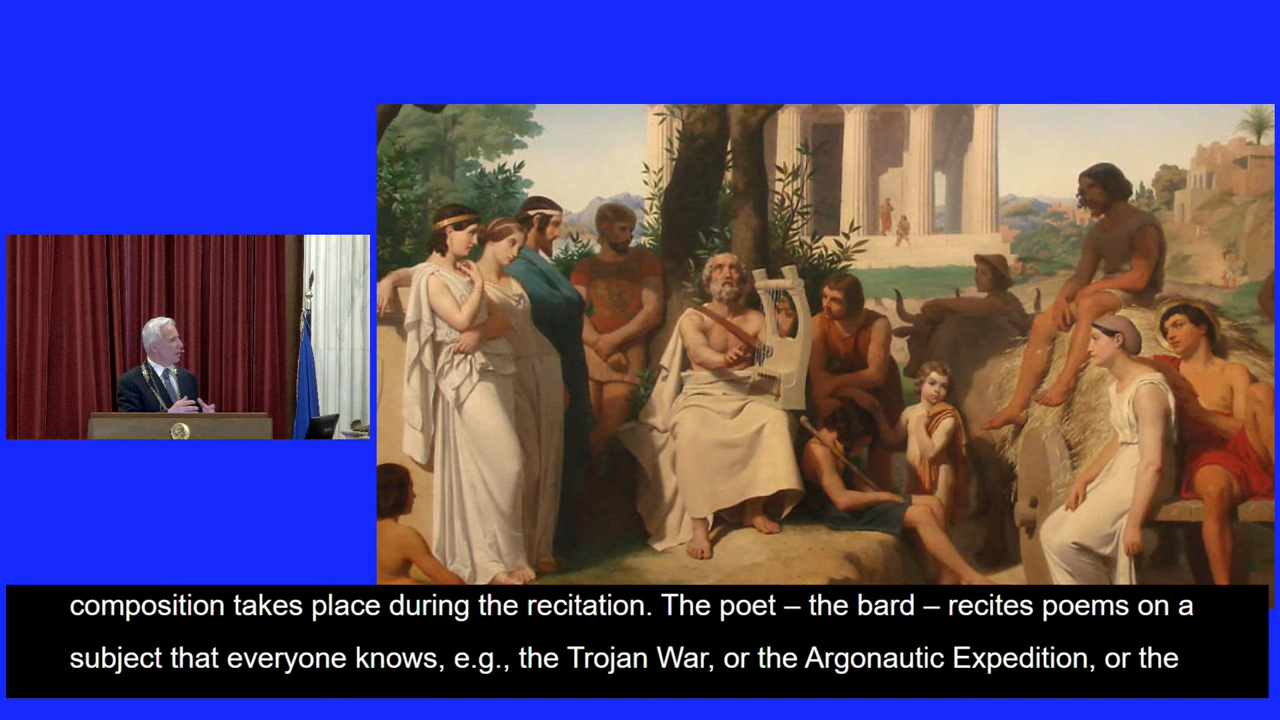 composition takes place during the recitation. The poet – the bard – recites poems on a
subject that everyone knows, e.g., the Trojan War, or the Argonautic Expedition, or the